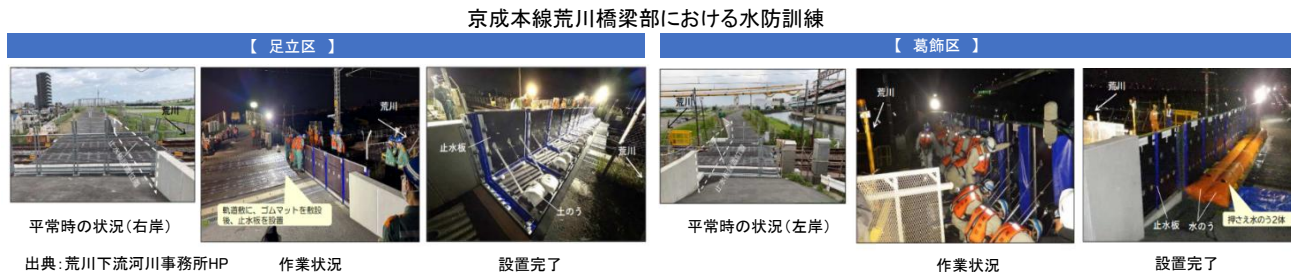 京成本線荒川橋梁部における水防訓練
【 足立区 】
荒川
荒川
軌道敷に、ゴムマットを敷設
後、止水板を設置
止水板
土のう
荒川
平常時の状況(右岸)
作業状況
設置完了
出典:荒川下流河川事務所HP
【 葛飾区 】
荒川
荒川
荒川
止水板
水のう
押さえ水のう2体
平常時の状況(左岸)
作業状況
設置完了